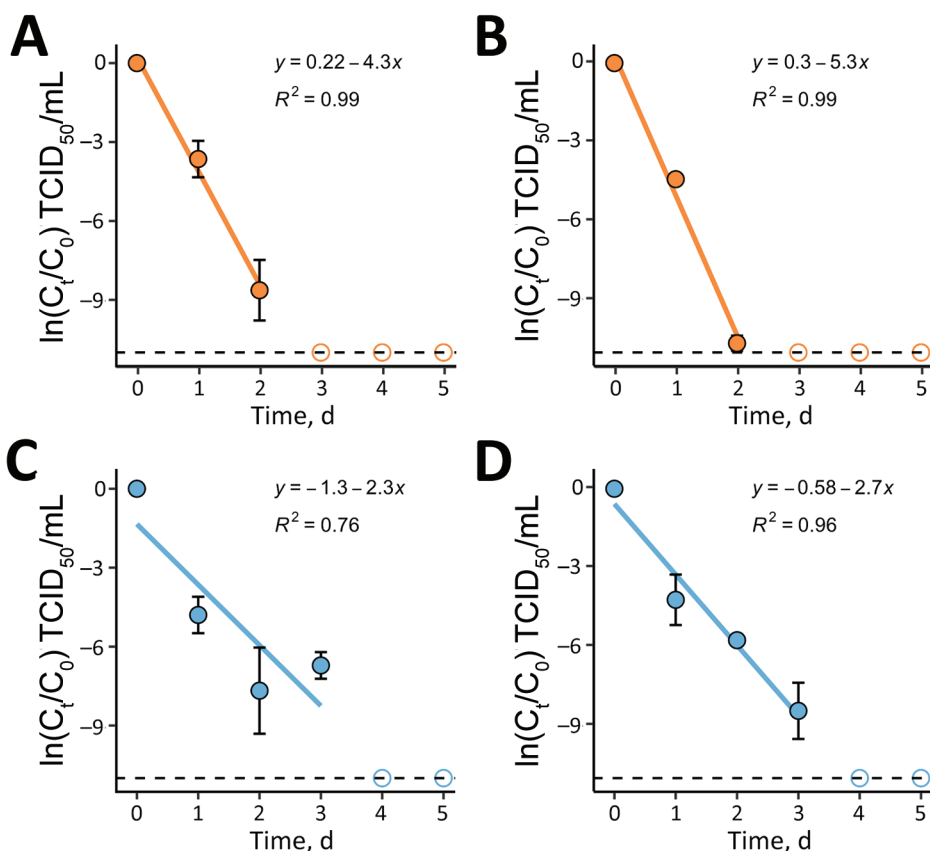 A
y = 0.22 – 4.3x
R² = 0.99
ln(Cₜ/C₀) TCID₅₀/mL
0
–3
–6
–9
0 1 2 3 4 5
Time, d
B
y = 0.3 – 5.3x
R² = 0.99
ln(Cₜ/C₀) TCID₅₀/mL
0
–3
–6
–9
0 1 2 3 4 5
Time, d
C
y = – 1.3 – 2.3x
R² = 0.76
ln(Cₜ/C₀) TCID₅₀/mL
0
–3
–6
–9
0 1 2 3 4 5
Time, d
D
y = –0.58 – 2.7x
R² = 0.96
ln(Cₜ/C₀) TCID₅₀/mL
0
–3
–6
–9
0 1 2 3 4 5
Time, d